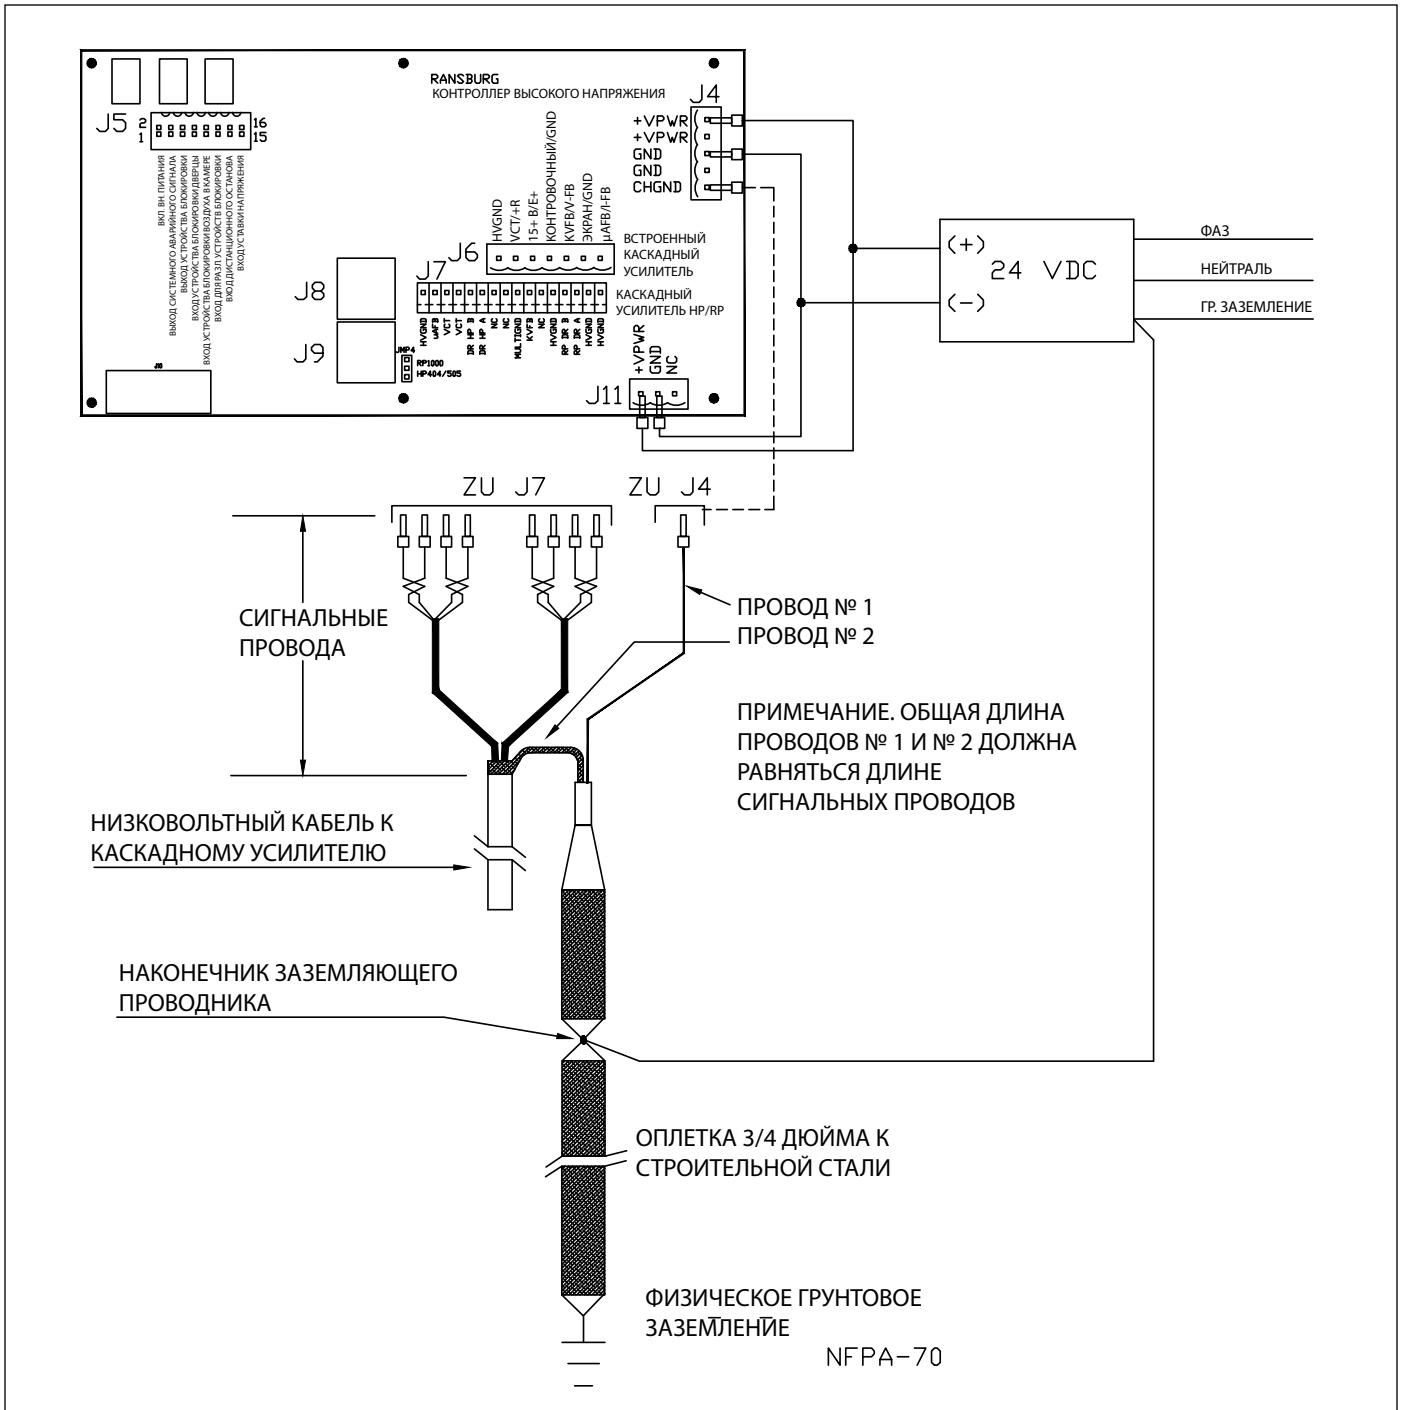 RANSBURG
КОНТРОЛЛЕР ВЫСОКОГО НАПРЯЖЕНИЯ
J4
+VPWR
+VPWR
GND
GND
CHGND
J5
2
1
16
15
ВКЛ. ВН. ПИТАНИЯ
ВЫХОД СИСТЕМНОГО АВАРИЙНОГО СИГНАЛА
ВЫХОД УСТРОЙСТВА БЛОКИРОВКИ
ВХОД УСТРОЙСТВА БЛОКИРОВКИ ДВЕРЦЫ
ВХОД УСТРОЙСТВА БЛОКИРОВКИ ВОЗДУХА В КАМЕРЕ
ВХОД ДЛЯ РАЗЛ. УСТРОЙСТВ БЛОКИРОВКИ
ВХОД ДИСТАНЦИОННОГО ОСТАНОВА
ВХОД УСТАВКИ НАПРЯЖЕНИЯ
HVGND
VCT/+R
15+ В/E+
КОНТРОВОЧНЫЙ/GND
KVFB/V-FB
ЭКРАН/GND
µAFB/I-FB
J6
ВСТРОЕННЫЙ
КАСКАДНЫЙ
УСИЛИТЕЛЬ
J7
КАСКАДНЫЙ
УСИЛИТЕЛЬ HP/RP
HVGND
uAFB
VCT
VCT
DR HP B
DR HP A
NC
NC
MULTIGND
KVFB
NC
HVGND
RP DR B
RP DR A
HVGND
HVGND
J8
J9
JMP4
RP1000
HP404/505
J10
+VPWR
GND
NC
J11
(+)
24 VDC
(-)
ФАЗ
НЕЙТРАЛЬ
ГР. ЗАЗЕМЛЕНИЕ
ZU J7
ZU J4
СИГНАЛЬНЫЕ
ПРОВОДА
ПРОВОД № 1
ПРОВОД № 2
ПРИМЕЧАНИЕ. ОБЩАЯ ДЛИНА
ПРОВОДОВ № 1 И № 2 ДОЛЖНА
РАВНЯТЬСЯ ДЛИНЕ
СИГНАЛЬНЫХ ПРОВОДОВ
НИЗКОВОЛЬТНЫЙ КАБЕЛЬ К
КАСКАДНОМУ УСИЛИТЕЛЮ
НАКОНЕЧНИК ЗАЗЕМЛЯЮЩЕГО
ПРОВОДНИКА
ОПЛЕТКА 3/4 ДЮЙМА К
СТРОИТЕЛЬНОЙ СТАЛИ
ФИЗИЧЕСКОЕ ГРУНТОВОЕ
ЗАЗЕМЛЕНИЕ
NFPA-70